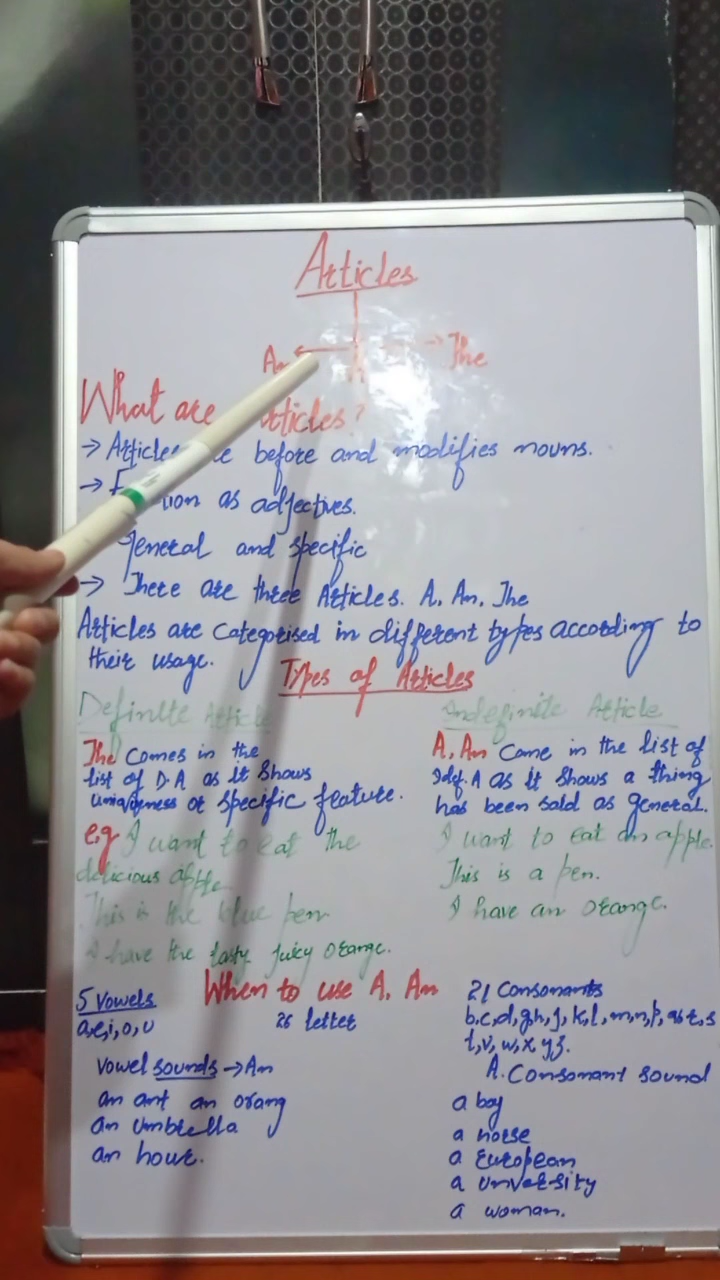 Articles
An A The
What are Articles?
→ Articles before and modifies nouns.
→ as adjectives.
general and specific
→ There are three Articles. A, An, The
Articles are categorised in different types according to
their usage.
Types of Articles
Definite Article
The comes in the
list of D.A as It shows
uniqueness or specific feature.
e.g I want to eat the
delicious apple
This is the blue pen
I have the tasty juicy orange.
Indefinite Article
A, An come in the list of
Idef.A as It shows a thing
has been said as general.
I want to eat an apple.
This is a pen.
I have an orange.
When to use A, An
26 letter
5 Vowels
a,e,i,o,u
Vowel sounds → An
an ant an orang
an umbrella
an hour.
21 Consonants
b,c,d, g,h, j, k,l, m,n,p,
t,v, w,x y z.
A. Consonant sound
a boy
a horse
a European
a
a woman.